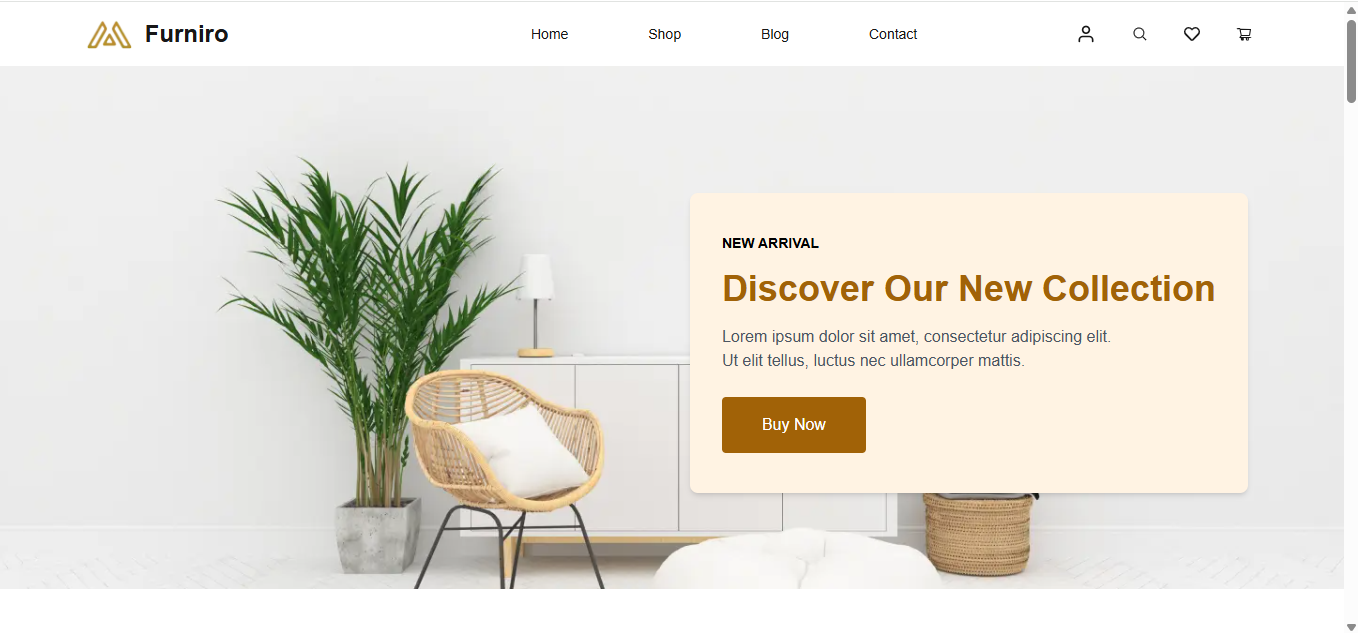 Furniro
Home
Shop
Blog
Contact
NEW ARRIVAL
Discover Our New Collection
Lorem ipsum dolor sit amet, consectetur adipiscing elit.
Ut elit tellus, luctus nec ullamcorper mattis.
Buy Now